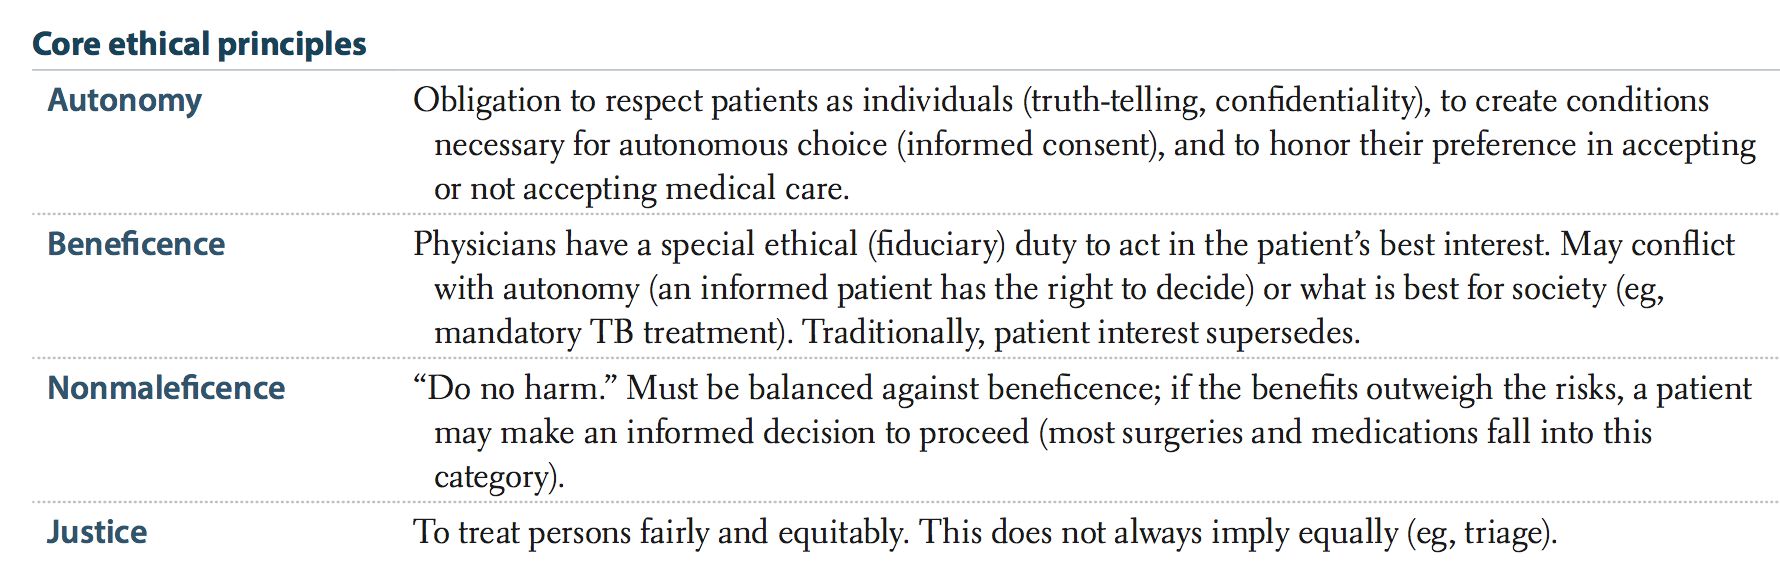 Core ethical principles
Autonomy
Obligation to respect patients as individuals (truth-telling, confidentiality), to create conditions
necessary for autonomous choice (informed consent), and to honor their preference in accepting
or not accepting medical care.
Beneficence
Physicians have a special ethical (fiduciary) duty to act in the patient’s best interest. May conflict
with autonomy (an informed patient has the right to decide) or what is best for society (eg,
mandatory TB treatment). Traditionally, patient interest supersedes.
Nonmaleficence
“Do no harm.” Must be balanced against beneficence; if the benefits outweigh the risks, a patient
may make an informed decision to proceed (most surgeries and medications fall into this
category).
Justice
To treat persons fairly and equitably. This does not always imply equally (eg, triage).